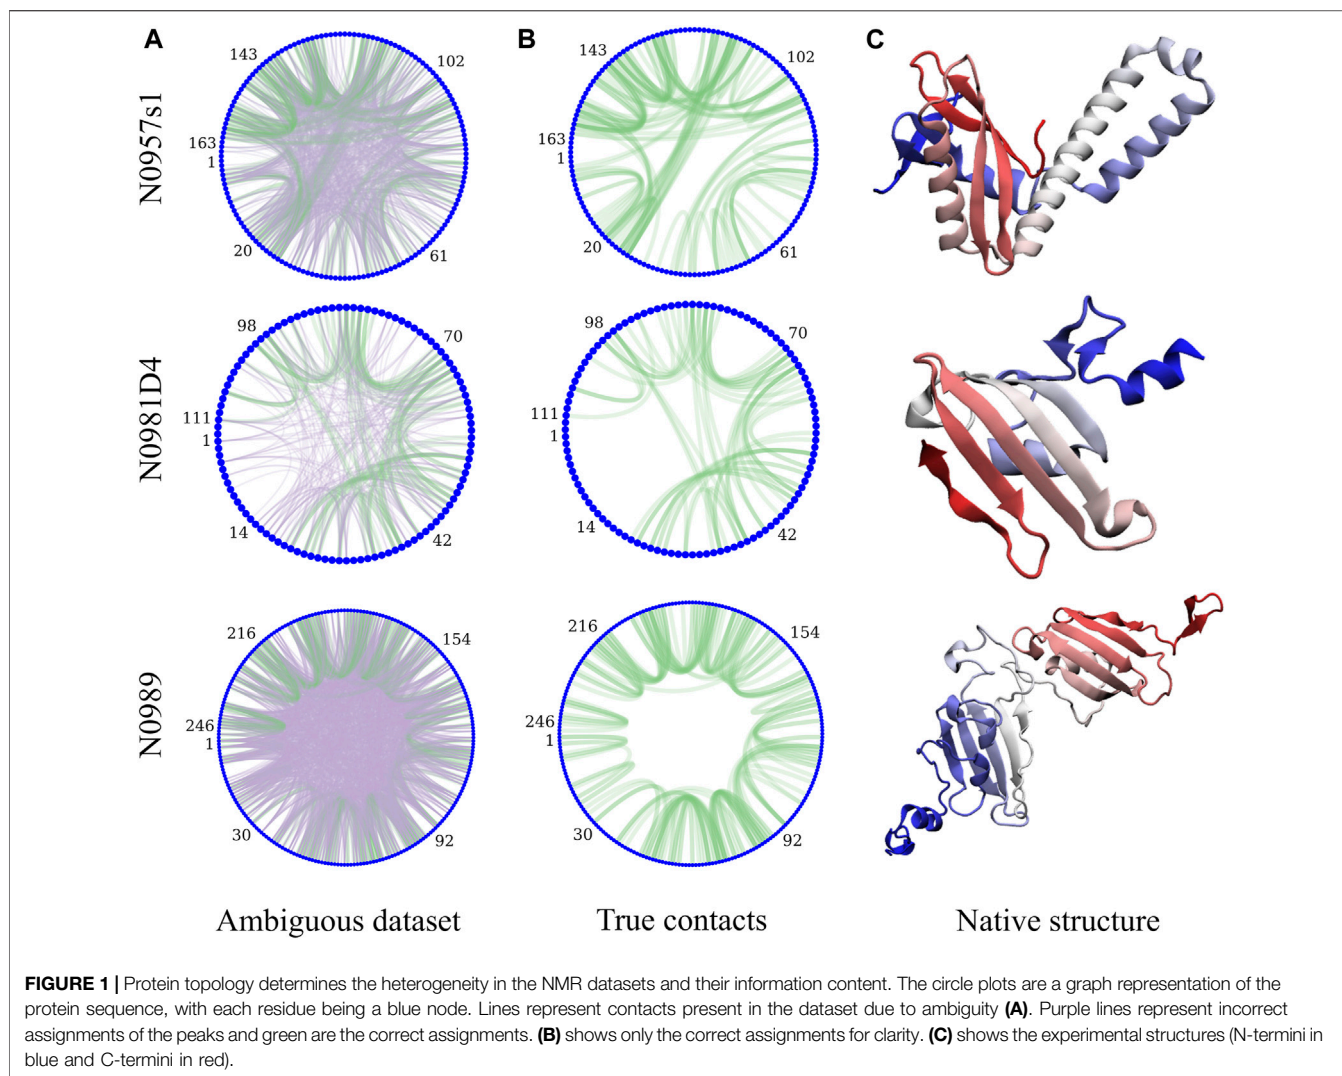 A
B
C
N0957s1
143
102
163
1
20
61
143
102
163
1
20
61
N0981D4
98
70
111
1
14
42
98
70
111
1
14
42
N0989
216
154
246
1
30
92
216
154
246
1
30
92
Ambiguous dataset
True contacts
Native structure
FIGURE 1 | Protein topology determines the heterogeneity in the NMR datasets and their information content. The circle plots are a graph representation of the
protein sequence, with each residue being a blue node. Lines represent contacts present in the dataset due to ambiguity (A). Purple lines represent incorrect
assignments of the peaks and green are the correct assignments. (B) shows only the correct assignments for clarity. (C) shows the experimental structures (N-termini in
blue and C-termini in red).